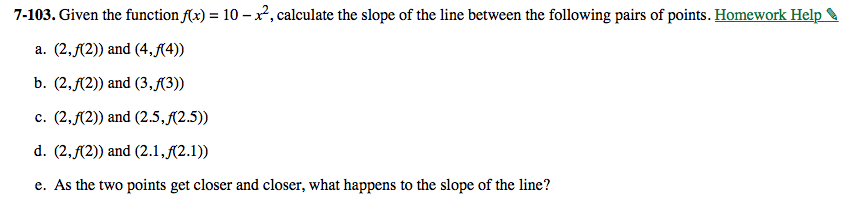 7-103. Given the function f(x) = 10 – x², calculate the slope of the line between the following pairs of points. Homework Help ✎
a. (2, f(2)) and (4, f(4))
b. (2, f(2)) and (3, f(3))
c. (2, f(2)) and (2.5, f(2.5))
d. (2, f(2)) and (2.1, f(2.1))
e. As the two points get closer and closer, what happens to the slope of the line?